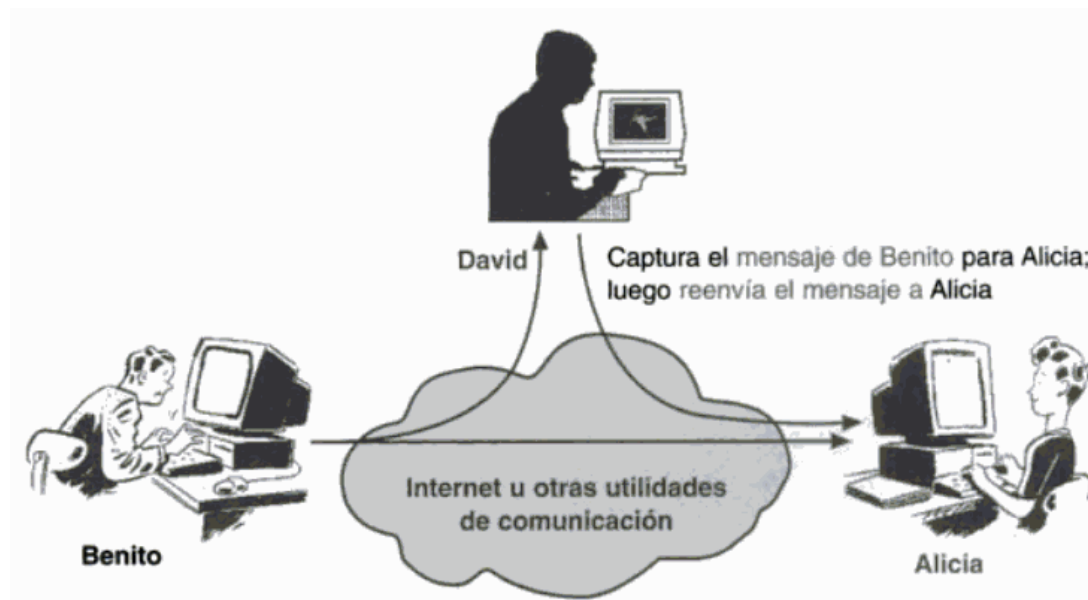 David
Captura el mensaje de Benito para Alicia;
luego reenvía el mensaje a Alicia
Internet u otras utilidades
de comunicación
Benito
Alicia